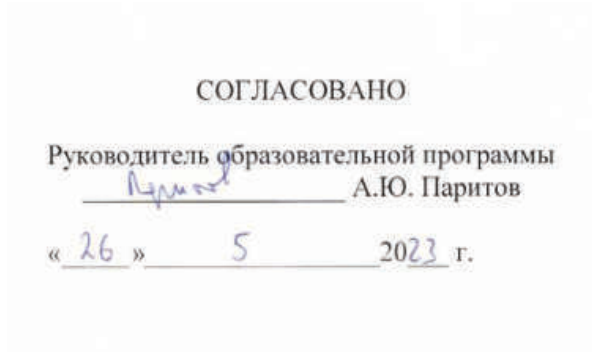 СОГЛАСОВАНО
Руководитель образовательной программы
А.Ю. Паритов
« 26 » 5 2023 г.